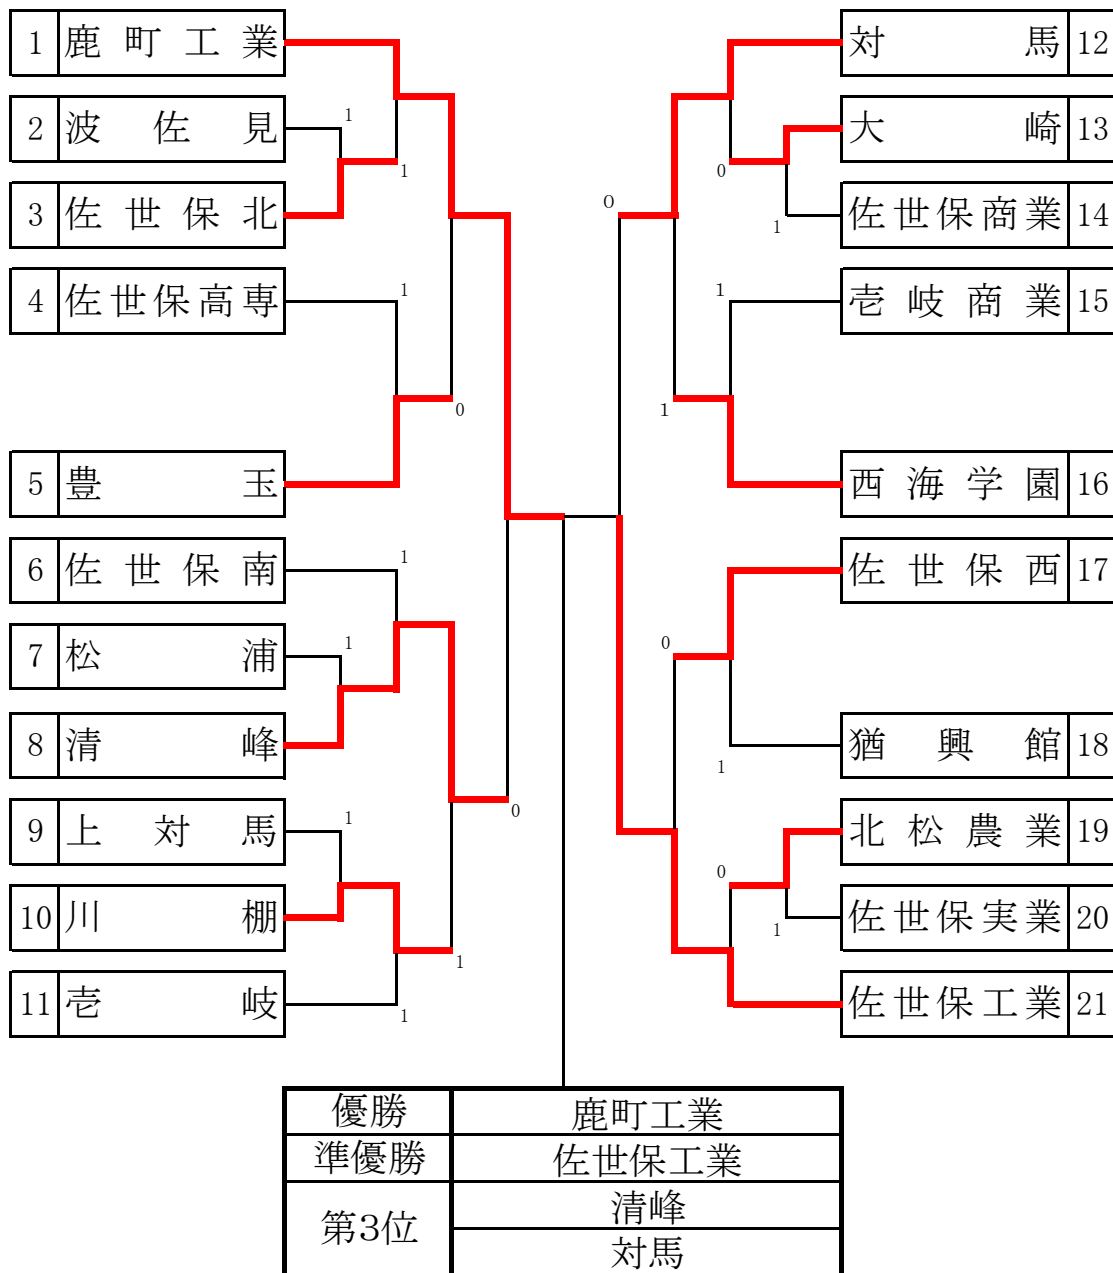 1 鹿町工業
2 波佐見
3 佐世保北
4 佐世保高専
5 豊玉
6 佐世保南
7 松浦
8 清峰
9 上対馬
10 川棚
11 壱岐
1
1
1
0
1
1
0
1
1
1
対馬 12
大崎 13
佐世保商業 14
壱岐商業 15
西海学園 16
佐世保西 17
猶興館 18
北松農業 19
佐世保実業 20
佐世保工業 21
0
0
1
1
1
0
1
0
1
優勝 鹿町工業
準優勝 佐世保工業
第3位 清峰
対馬